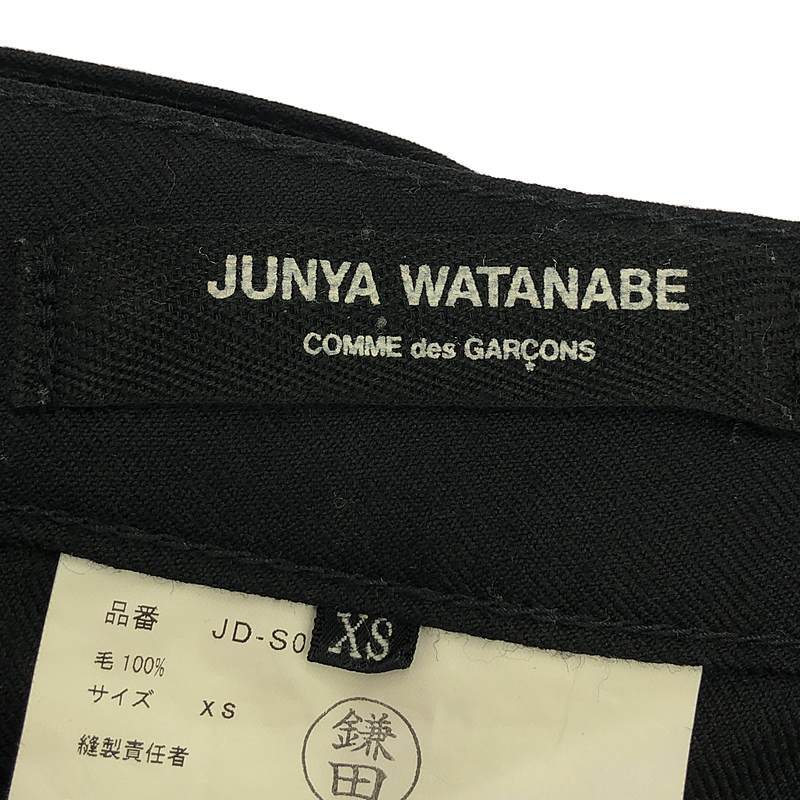 JUNYA WATANABE
COMME des GARÇONS
品番 JD-S0
XS
毛 100%
サイズ XS
縫製責任者
鎌田